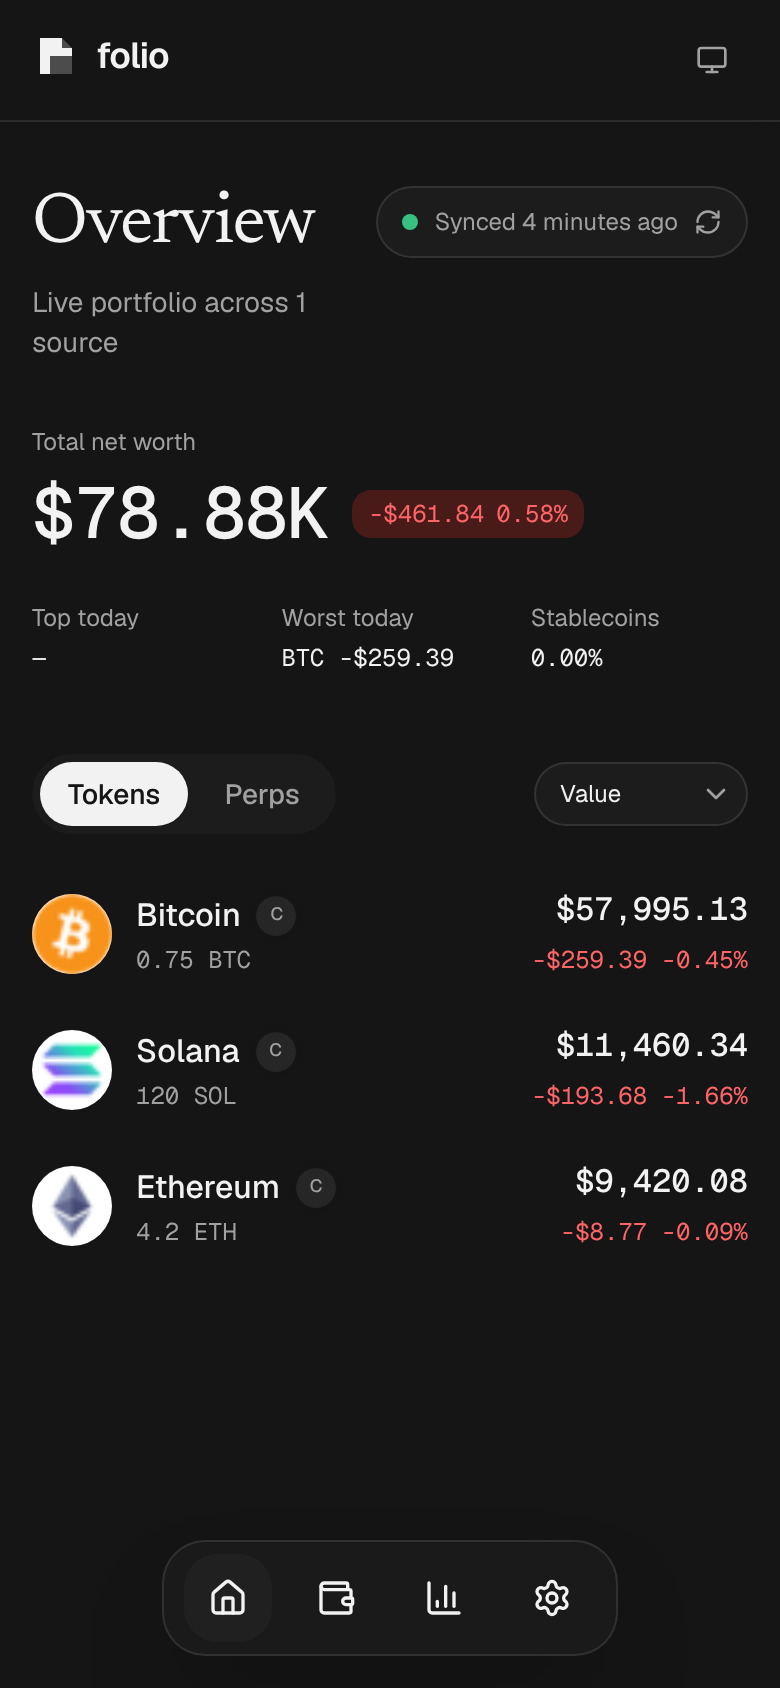 folio
Overview
Synced 4 minutes ago
Live portfolio across 1
source
Total net worth
$78.88K
-$461.84 0.58%
Top today
Worst today
Stablecoins
—
BTC -$259.39
0.00%
Tokens
Perps
Value
Bitcoin C
$57,995.13
0.75 BTC
-$259.39 -0.45%
Solana C
$11,460.34
120 SOL
-$193.68 -1.66%
Ethereum C
$9,420.08
4.2 ETH
-$8.77 -0.09%